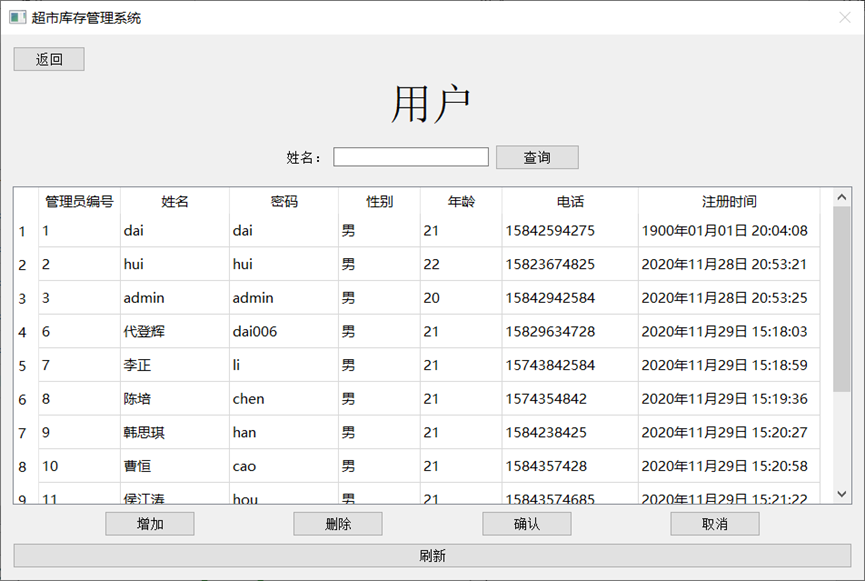 超市库存管理系统
返回
用户
姓名： 查询
管理员编号 姓名 密码 性别 年龄 电话 注册时间
1 1 dai dai 男 21 15842594275 1900年01月01日 20:04:08
2 2 hui hui 男 22 15823674825 2020年11月28日 20:53:21
3 3 admin admin 男 20 15842942584 2020年11月28日 20:53:25
4 6 代登辉 dai006 男 21 15829634728 2020年11月29日 15:18:03
5 7 李正 li 男 21 15743842584 2020年11月29日 15:18:59
6 8 陈培 chen 男 21 1574354842 2020年11月29日 15:19:36
7 9 韩思琪 han 男 21 1584238425 2020年11月29日 15:20:27
8 10 曹恒 cao 男 21 1584357428 2020年11月29日 15:20:58
9 11 侯江涛 hou 男 21 15843574685 2020年11月29日 15:21:22
增加 删除 确认 取消
刷新